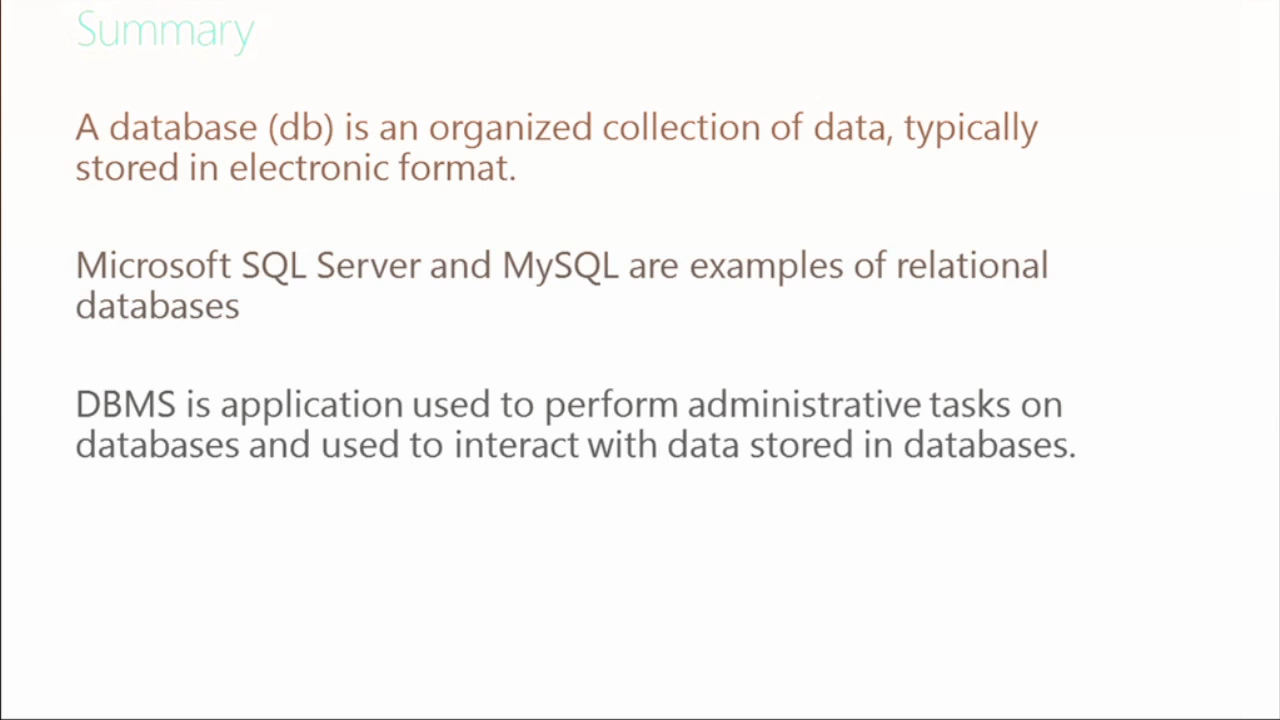 Summary
A database (db) is an organized collection of data, typically
stored in electronic format.
Microsoft SQL Server and MySQL are examples of relational
databases
DBMS is application used to perform administrative tasks on
databases and used to interact with data stored in databases.